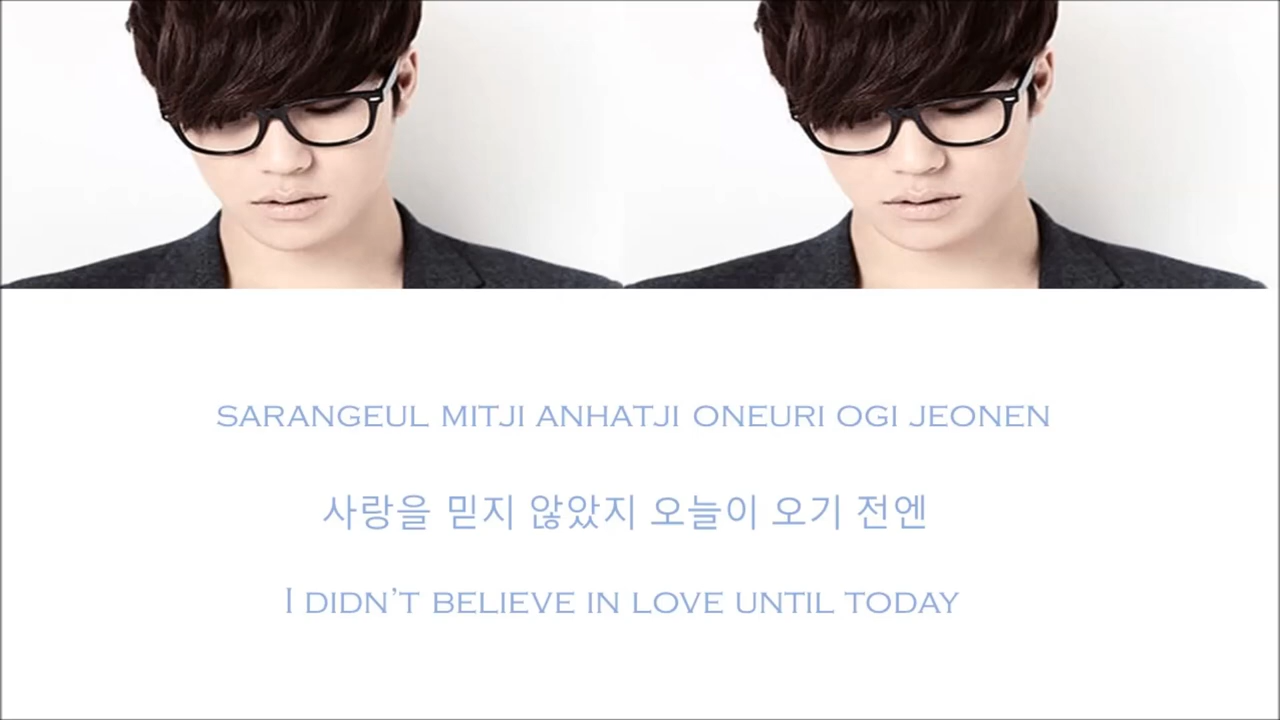 SARANGEUL MITJI ANHATJI ONEURI OGI JEONEN
사랑을 믿지 않았지 오늘이 오기 전엔
I DIDN'T BELIEVE IN LOVE UNTIL TODAY